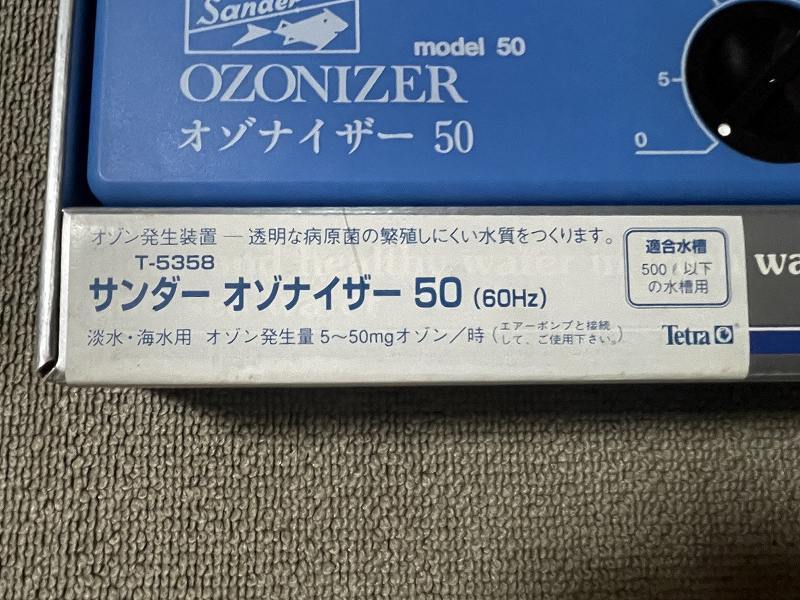 Sander
model 50
OZONIZER
オゾナイザー 50
5
0
オゾン発生装置 ― 透明な病原菌の繁殖しにくい水質をつくります。
T-5358
サンダー オゾナイザー 50 (60Hz)
淡水・海水用 オゾン発生量 5〜50mgオゾン/時 (エアーポンプと接続
して、ご使用下さい。)
適合水槽
500ℓ以下
の水槽用
Tetra
wa